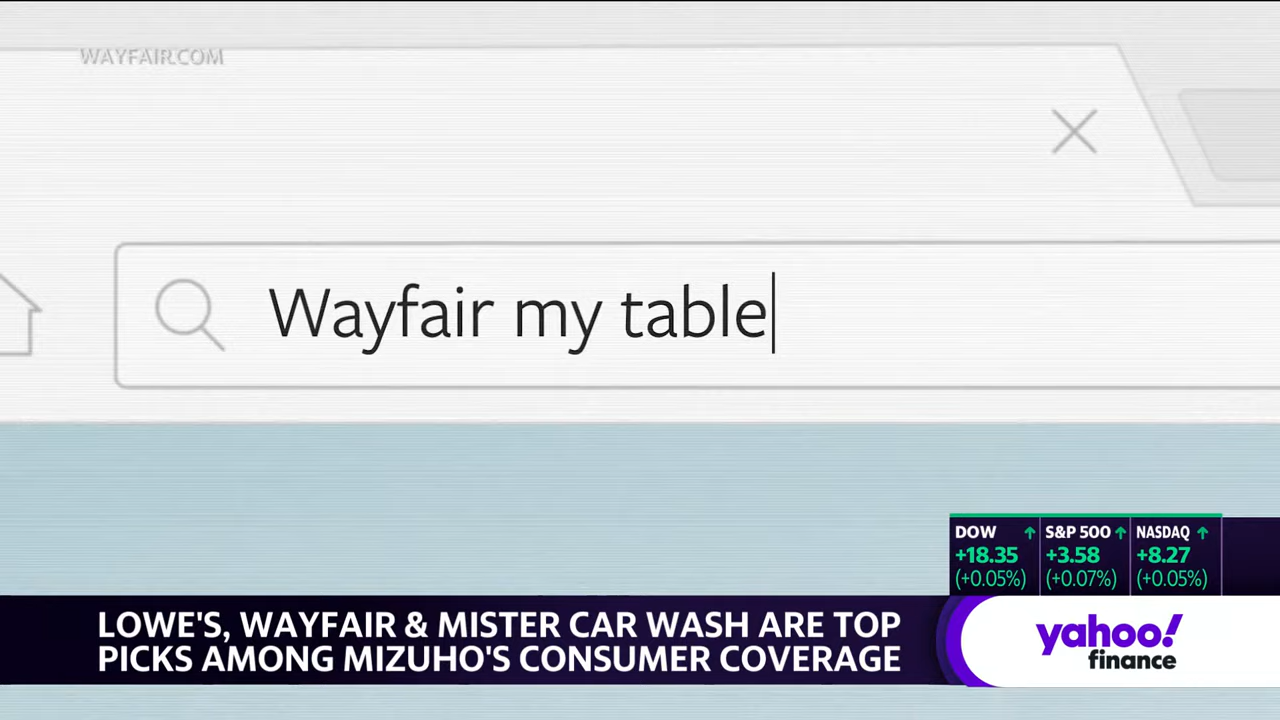 WAYFAIR.COM
Wayfair my table
DOW
+18.35
(+0.05%)
S&P 500
+3.58
(+0.07%)
NASDAQ
+8.27
(+0.05%)
LOWE'S, WAYFAIR & MISTER CAR WASH ARE TOP
PICKS AMONG MIZUHO'S CONSUMER COVERAGE
yahoo!
finance